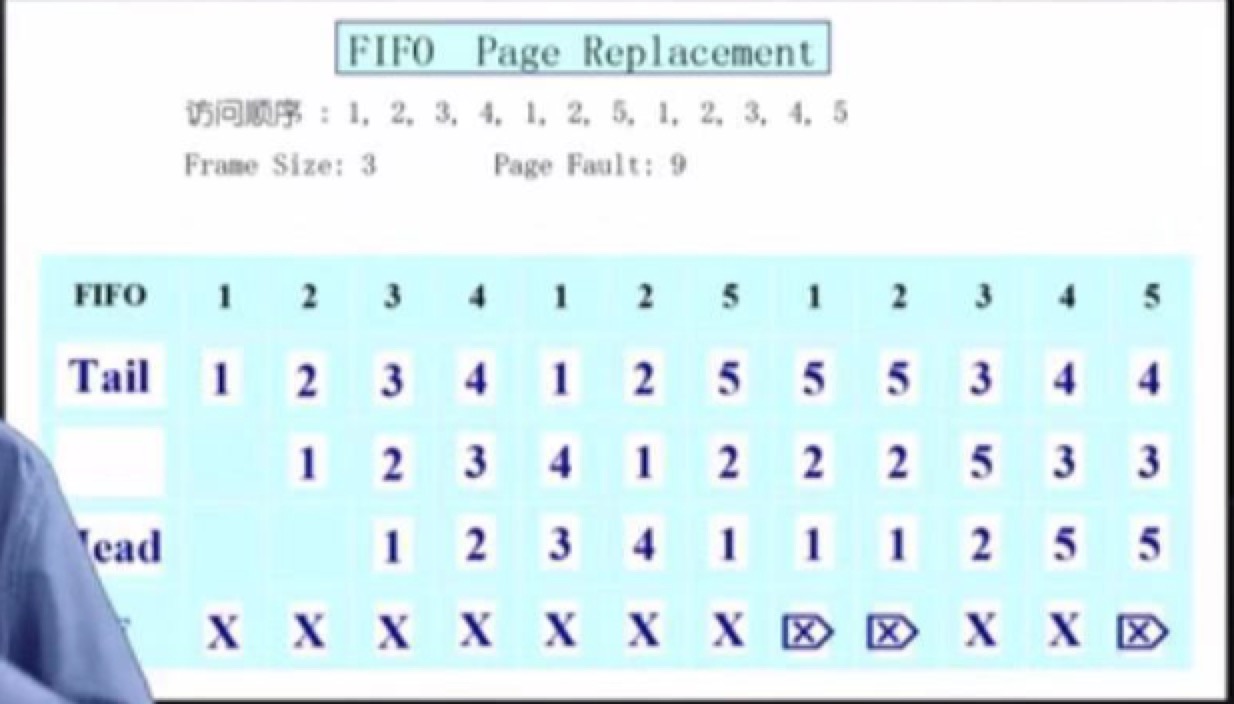 FIFO Page Replacement
访问顺序 : 1, 2, 3, 4, 1, 2, 5, 1, 2, 3, 4, 5
Frame Size: 3 Page Fault: 9
FIFO 1 2 3 4 1 2 5 1 2 3 4 5
Tail 1 2 3 4 1 2 5 5 5 3 4 4
1 2 3 4 1 2 2 2 5 3 3
ead 1 2 3 4 1 1 1 2 5 5
X X X X X X X ⌦ ⌦ X X ⌦